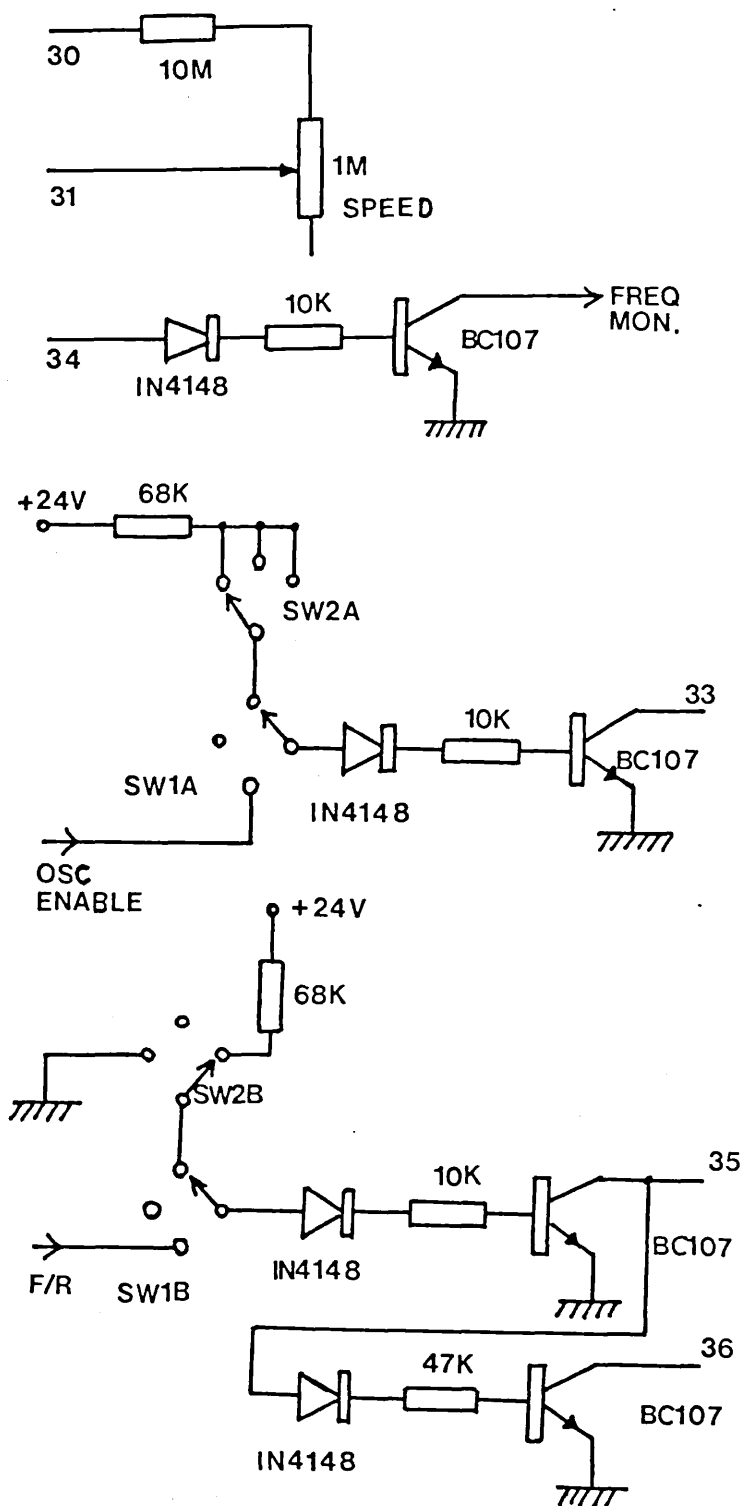 30
10M
31
1M
SPEED
34
IN4148
10K
BC107
FREQ
MON.
+24V
68K
SW2A
SW1A
OSC
ENABLE
IN4148
10K
BC107
33
+24V
68K
SW2B
F/R
SW1B
IN4148
10K
BC107
35
IN4148
47K
BC107
36